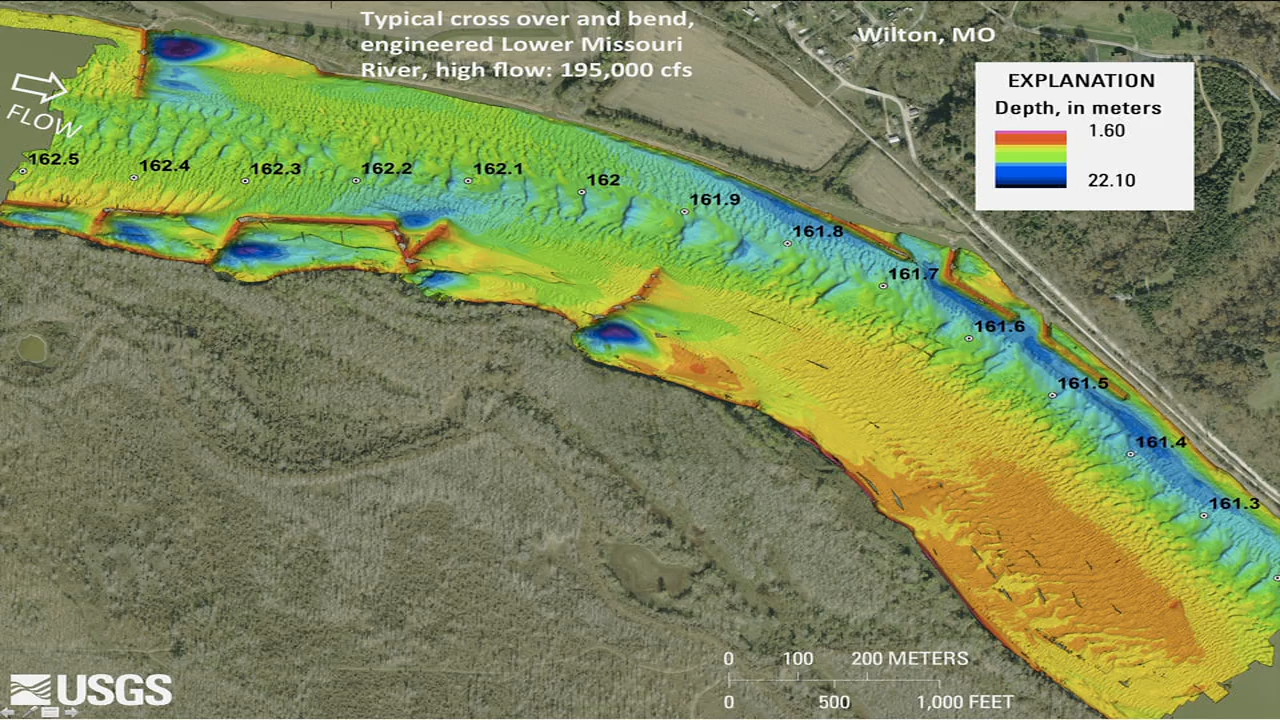 Typical cross over and bend,
engineered Lower Missouri
River, high flow: 195,000 cfs
Wilton, MO
EXPLANATION
Depth, in meters
1.60
22.10
FLOW
162.5
162.4
162.3
162.2
162.1
162
161.9
161.8
161.7
161.6
161.5
161.4
161.3
0 100 200 METERS
0 500 1,000 FEET
USGS